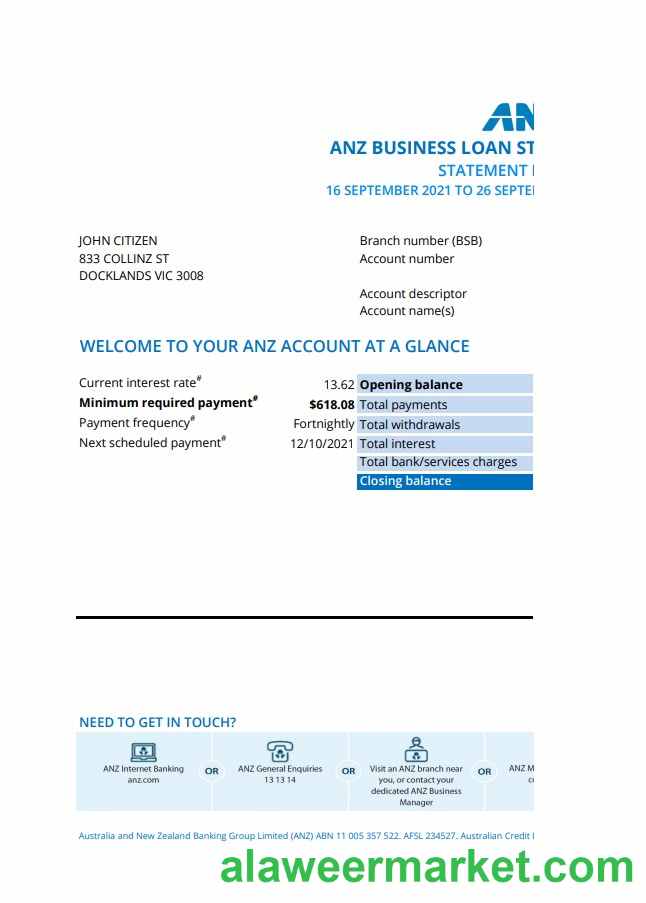 ANZ BUSINESS LOAN ST
STATEMENT
16 SEPTEMBER 2021 TO 26 SEPTE
JOHN CITIZEN
833 COLLINZ ST
DOCKLANDS VIC 3008
Branch number (BSB)
Account number
Account descriptor
Account name(s)
WELCOME TO YOUR ANZ ACCOUNT AT A GLANCE
Current interest rate# 13.62
Minimum required payment# $618.08
Payment frequency# Fortnightly
Next scheduled payment# 12/10/2021
Opening balance
Total payments
Total withdrawals
Total interest
Total bank/services charges
Closing balance
NEED TO GET IN TOUCH?
ANZ Internet Banking
anz.com
OR
ANZ General Enquiries
13 13 14
OR
Visit an ANZ branch near
you, or contact your
dedicated ANZ Business
Manager
OR
ANZ M
Australia and New Zealand Banking Group Limited (ANZ) ABN 11 005 357 522. AFSL 234527. Australian Credit
alaweermarket.com